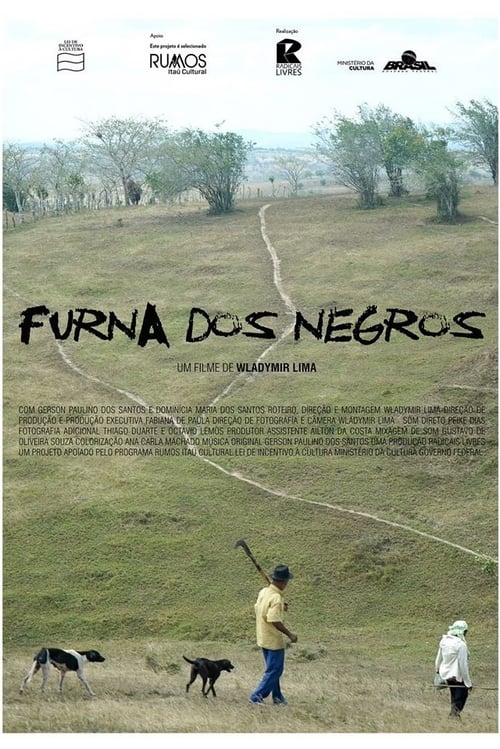 LEI DE
INCENTIVO
À CULTURA
Apoio
Este projeto é selecionado
RUMOS
Itaú Cultural
Realização
R
RADICAIS
LIVRES
MINISTÉRIO DA
CULTURA
BRASIL
GOVERNO FEDERAL
FURNA DOS NEGROS
UM FILME DE WLADYMIR LIMA
COM GERSON PAULINO DOS SANTOS E DOMINICIA MARIA DOS SANTOS ROTEIRO, DIREÇÃO E MONTAGEM WLADYMIR LIMA DIREÇÃO DE
PRODUÇÃO E PRODUÇÃO EXECUTIVA FABIANA DE PAULA DIREÇÃO DE FOTOGRAFIA E CÂMERA WLADYMIR LIMA SOM DIRETO PEIXE DIAS
FOTOGRAFIA ADICIONAL THIAGO DUARTE E OCTAVIO LEMOS PRODUTOR ASSISTENTE AILTON DA COSTA MIXAGEM DE SOM GUSTAVO DE
OLIVEIRA SOUZA COLORIZAÇÃO ANA CARLA MACHADO MÚSICA ORIGINAL GERSON PAULINO DOS SANTOS UMA PRODUÇÃO RADICAIS LIVRES
UM PROJETO APOIADO PELO PROGRAMA RUMOS ITAÚ CULTURAL LEI DE INCENTIVO À CULTURA MINISTÉRIO DA CULTURA GOVERNO FEDERAL